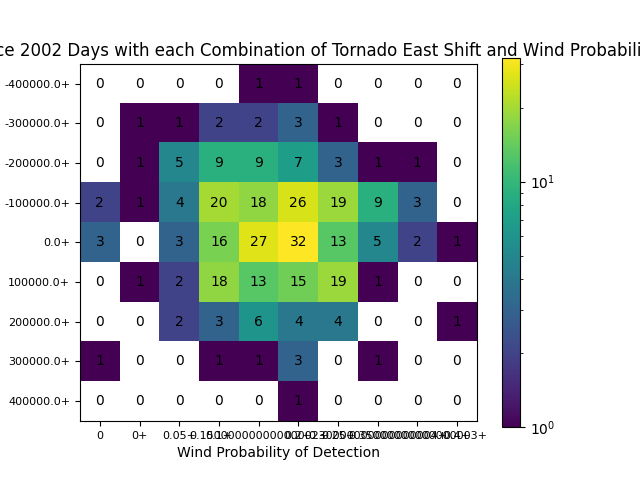 ce 2002 Days with each Combination of Tornado East Shift and Wind Probabili
-400000.0+ 0 0 0 0 1 1 0 0 0 0
-300000.0+ 0 1 1 2 2 3 1 0 0 0
-200000.0+ 0 1 5 9 9 7 3 1 1 0
-100000.0+ 2 1 4 20 18 26 19 9 3 0
0.0+ 3 0 3 16 27 32 13 5 2 1
100000.0+ 0 1 2 18 13 15 19 1 0 0
200000.0+ 0 0 2 3 6 4 4 0 0 1
300000.0+ 1 0 0 1 1 3 0 1 0 0
400000.0+ 0 0 0 0 0 1 0 0 0 0
0 0+ 0.05+
Wind Probability of Detection
10^1
10^0